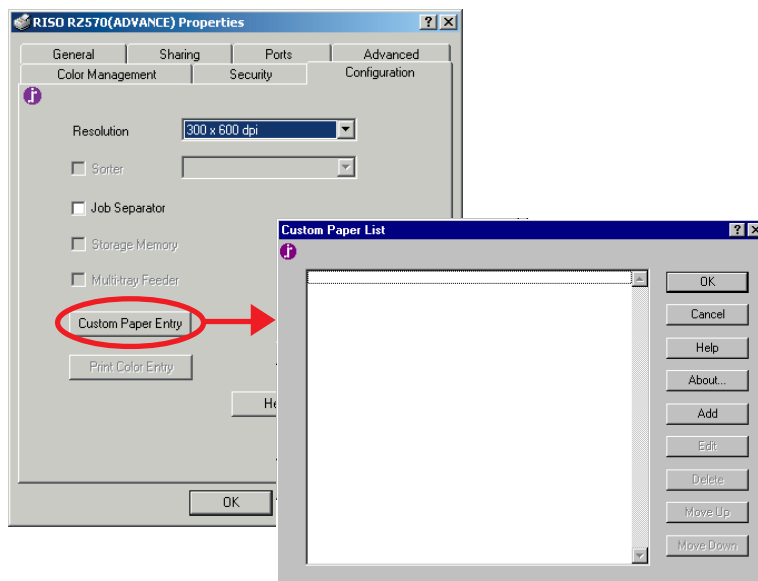 RISO RZ570(ADVANCE) Properties
General Sharing Ports Advanced
Color Management Security Configuration
Resolution 300 x 600 dpi
Sorter
Job Separator
Storage Memory
Multi-tray Feeder
Custom Paper Entry
Print Color Entry
He
OK
Custom Paper List
OK
Cancel
Help
About...
Add
Edit
Delete
Move Up
Move Down